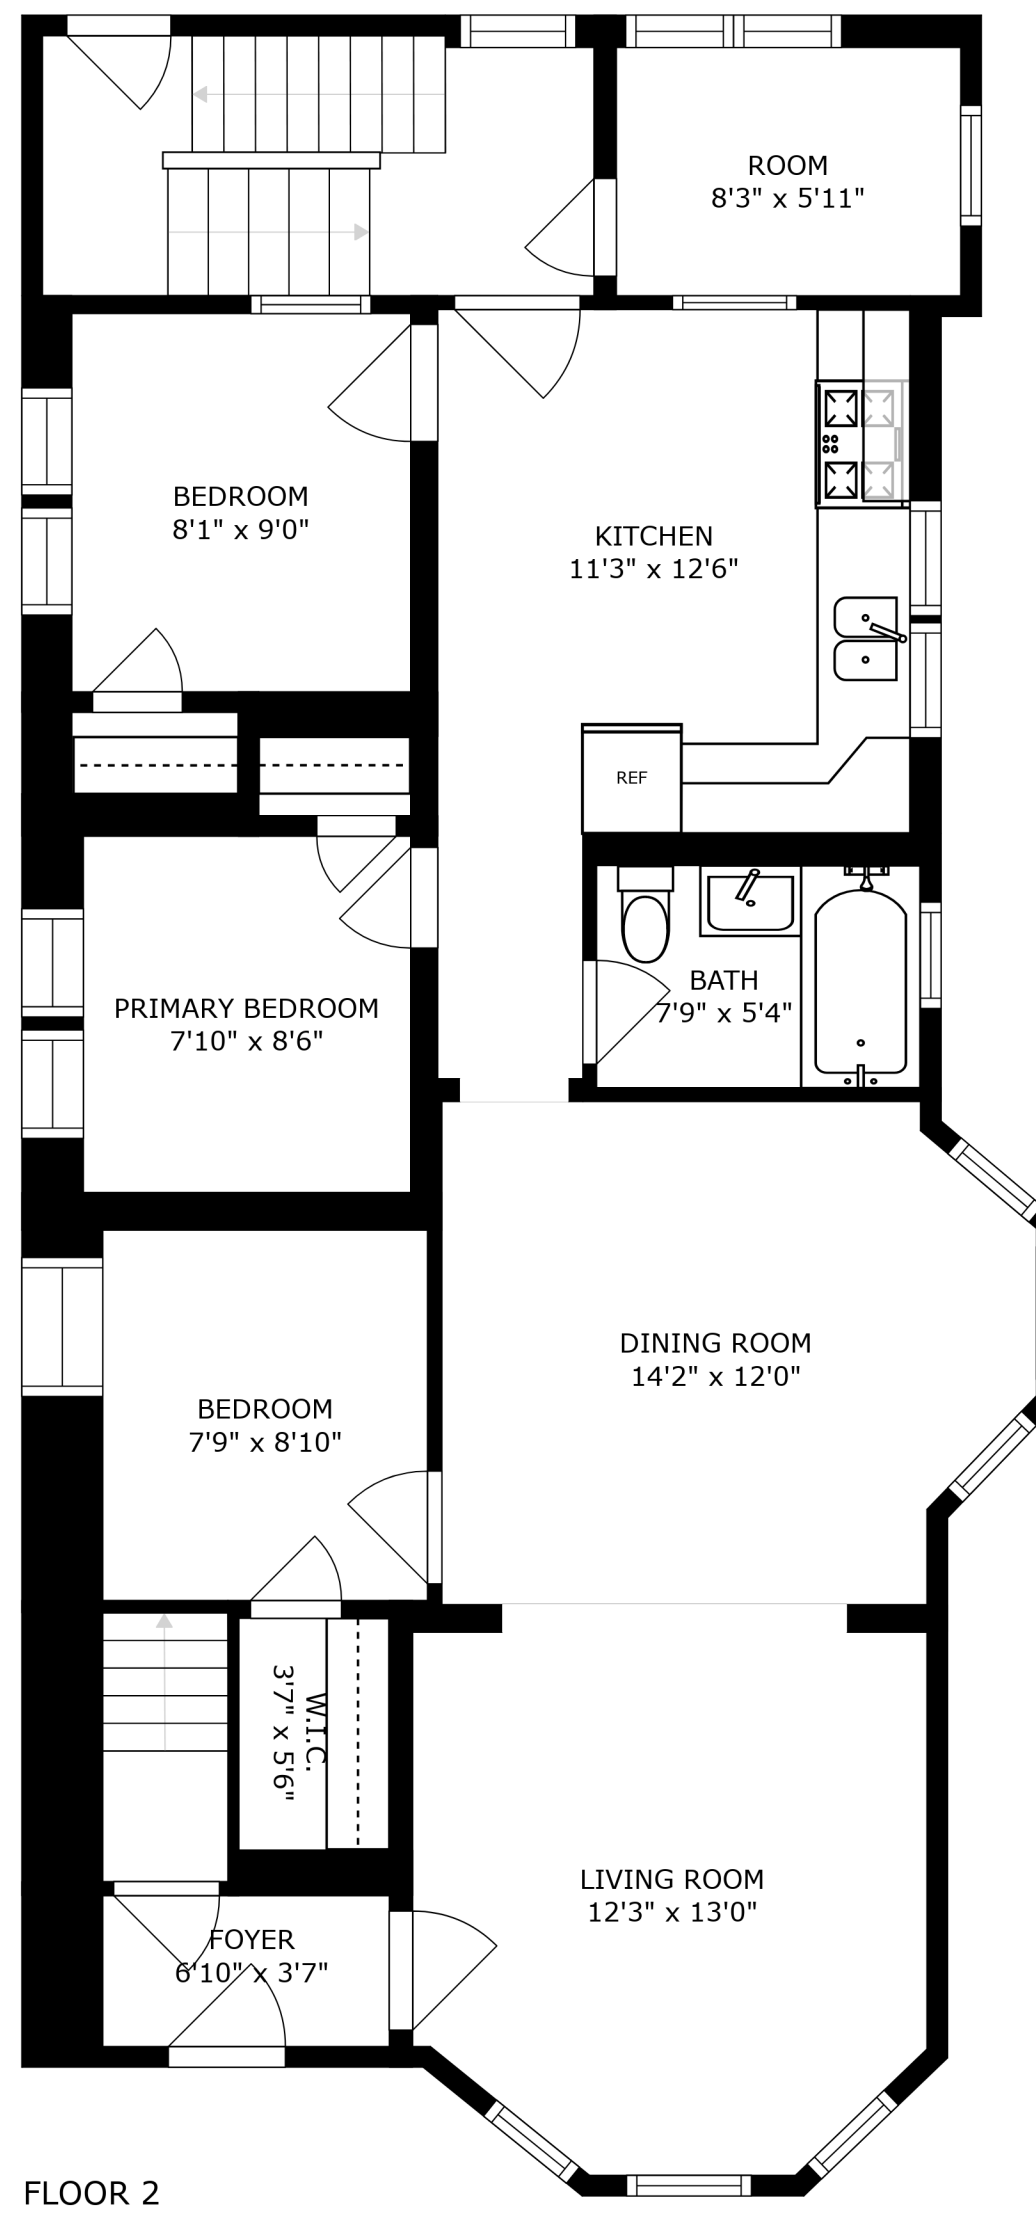 ROOM
8'3" x 5'11"
BEDROOM
8'1" x 9'0"
KITCHEN
11'3" x 12'6"
REF
BATH
7'9" x 5'4"
PRIMARY BEDROOM
7'10" x 8'6"
DINING ROOM
14'2" x 12'0"
BEDROOM
7'9" x 8'10"
W.I.C.
3'7" x 5'6"
LIVING ROOM
12'3" x 13'0"
FOYER
6'10" x 3'7"
FLOOR 2